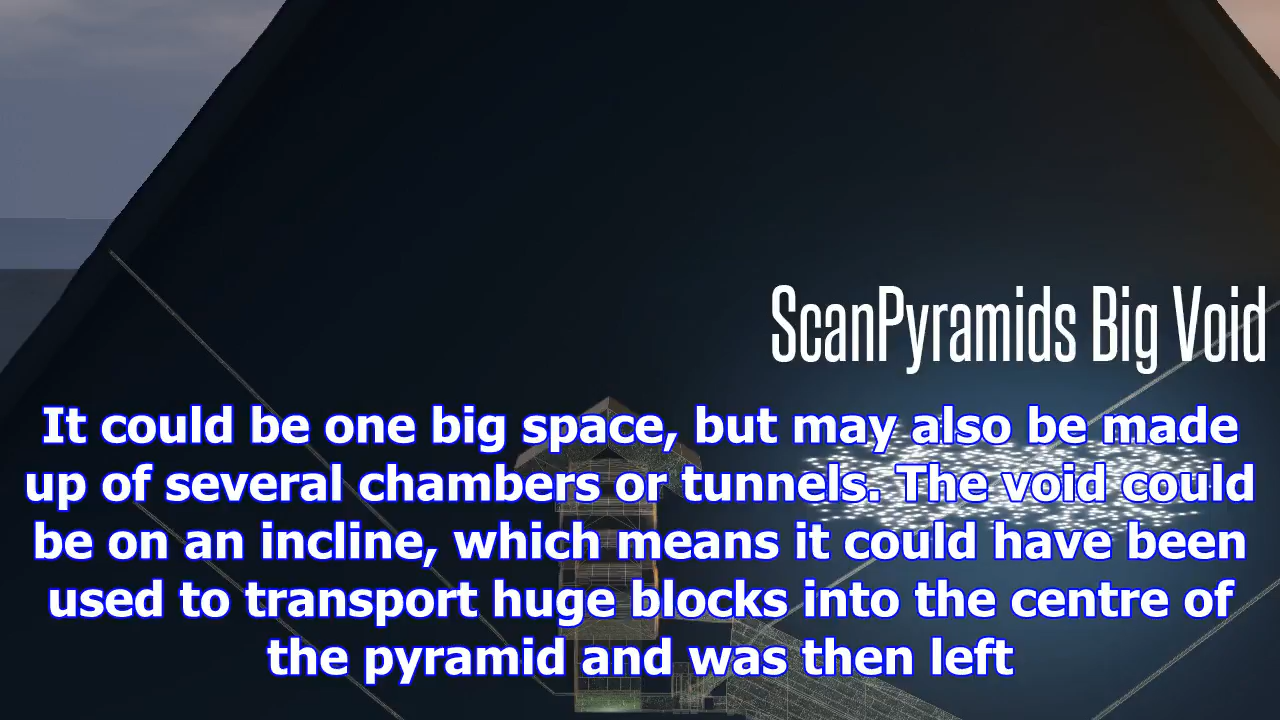 ScanPyramids Big Void
It could be one big space, but may also be made
up of several chambers or tunnels. The void could
be on an incline, which means it could have been
used to transport huge blocks into the centre of
the pyramid and was then left